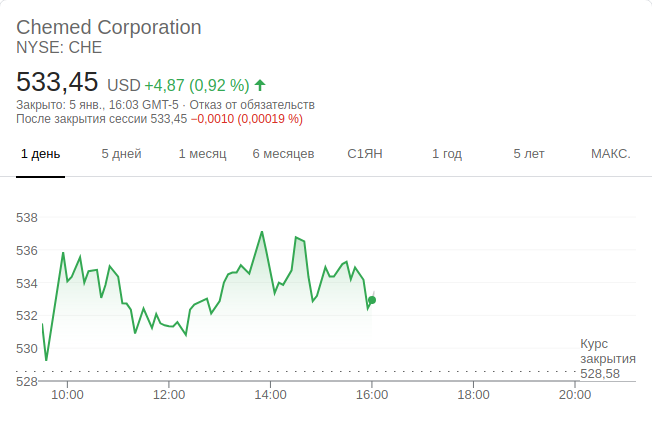 Chemed Corporation
NYSE: CHE
533,45 USD +4,87 (0,92 %)
Закрыто: 5 янв., 16:03 GMT-5 · Отказ от обязательств
После закрытия сессии 533,45 −0,0010 (0,00019 %)
1 день 5 дней 1 месяц 6 месяцев С1ЯН 1 год 5 лет МАКС.
538
536
534
532
530
528
Курс
закрытия
528,58
10:00 12:00 14:00 16:00 18:00 20:00